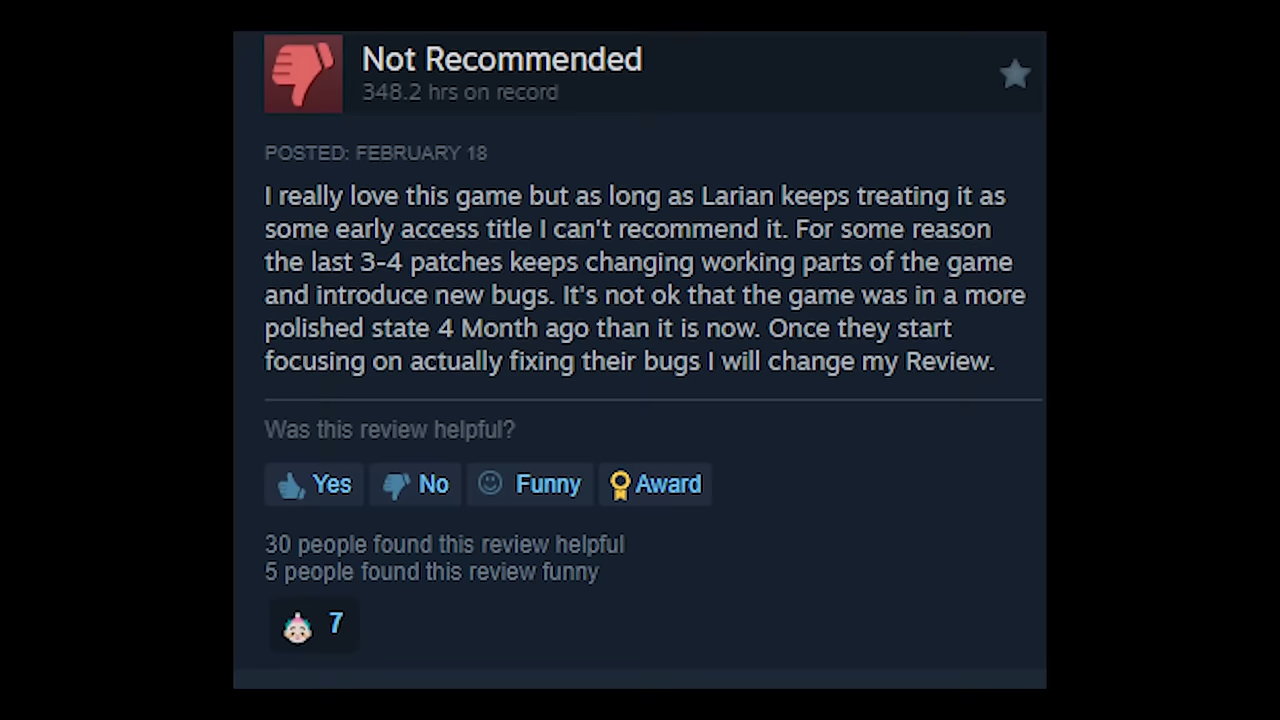 Not Recommended
348.2 hrs on record
POSTED: FEBRUARY 18
I really love this game but as long as Larian keeps treating it as
some early access title I can't recommend it. For some reason
the last 3-4 patches keeps changing working parts of the game
and introduce new bugs. It's not ok that the game was in a more
polished state 4 Month ago than it is now. Once they start
focusing on actually fixing their bugs I will change my Review.
Was this review helpful?
Yes No Funny Award
30 people found this review helpful
5 people found this review funny
7